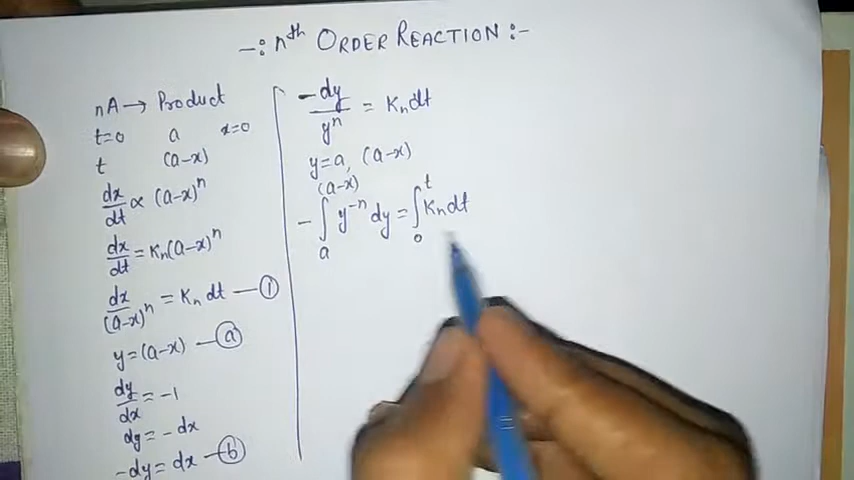 -: nth ORDER REACTION :-
nA → Product
t=0 a x=0
t (a-x)
dx/dt ∝ (a-x)^n
dx/dt = Kn(a-x)^n
dx/(a-x)^n = Kn dt — ①
y=(a-x) — ⓐ
dy/dx = -1
dy = -dx
-dy = dx — ⓑ
-dy/y^n = Kn dt
y=a, (a-x)
-∫_a^(a-x) y^-n dy = ∫_0^t Kn dt